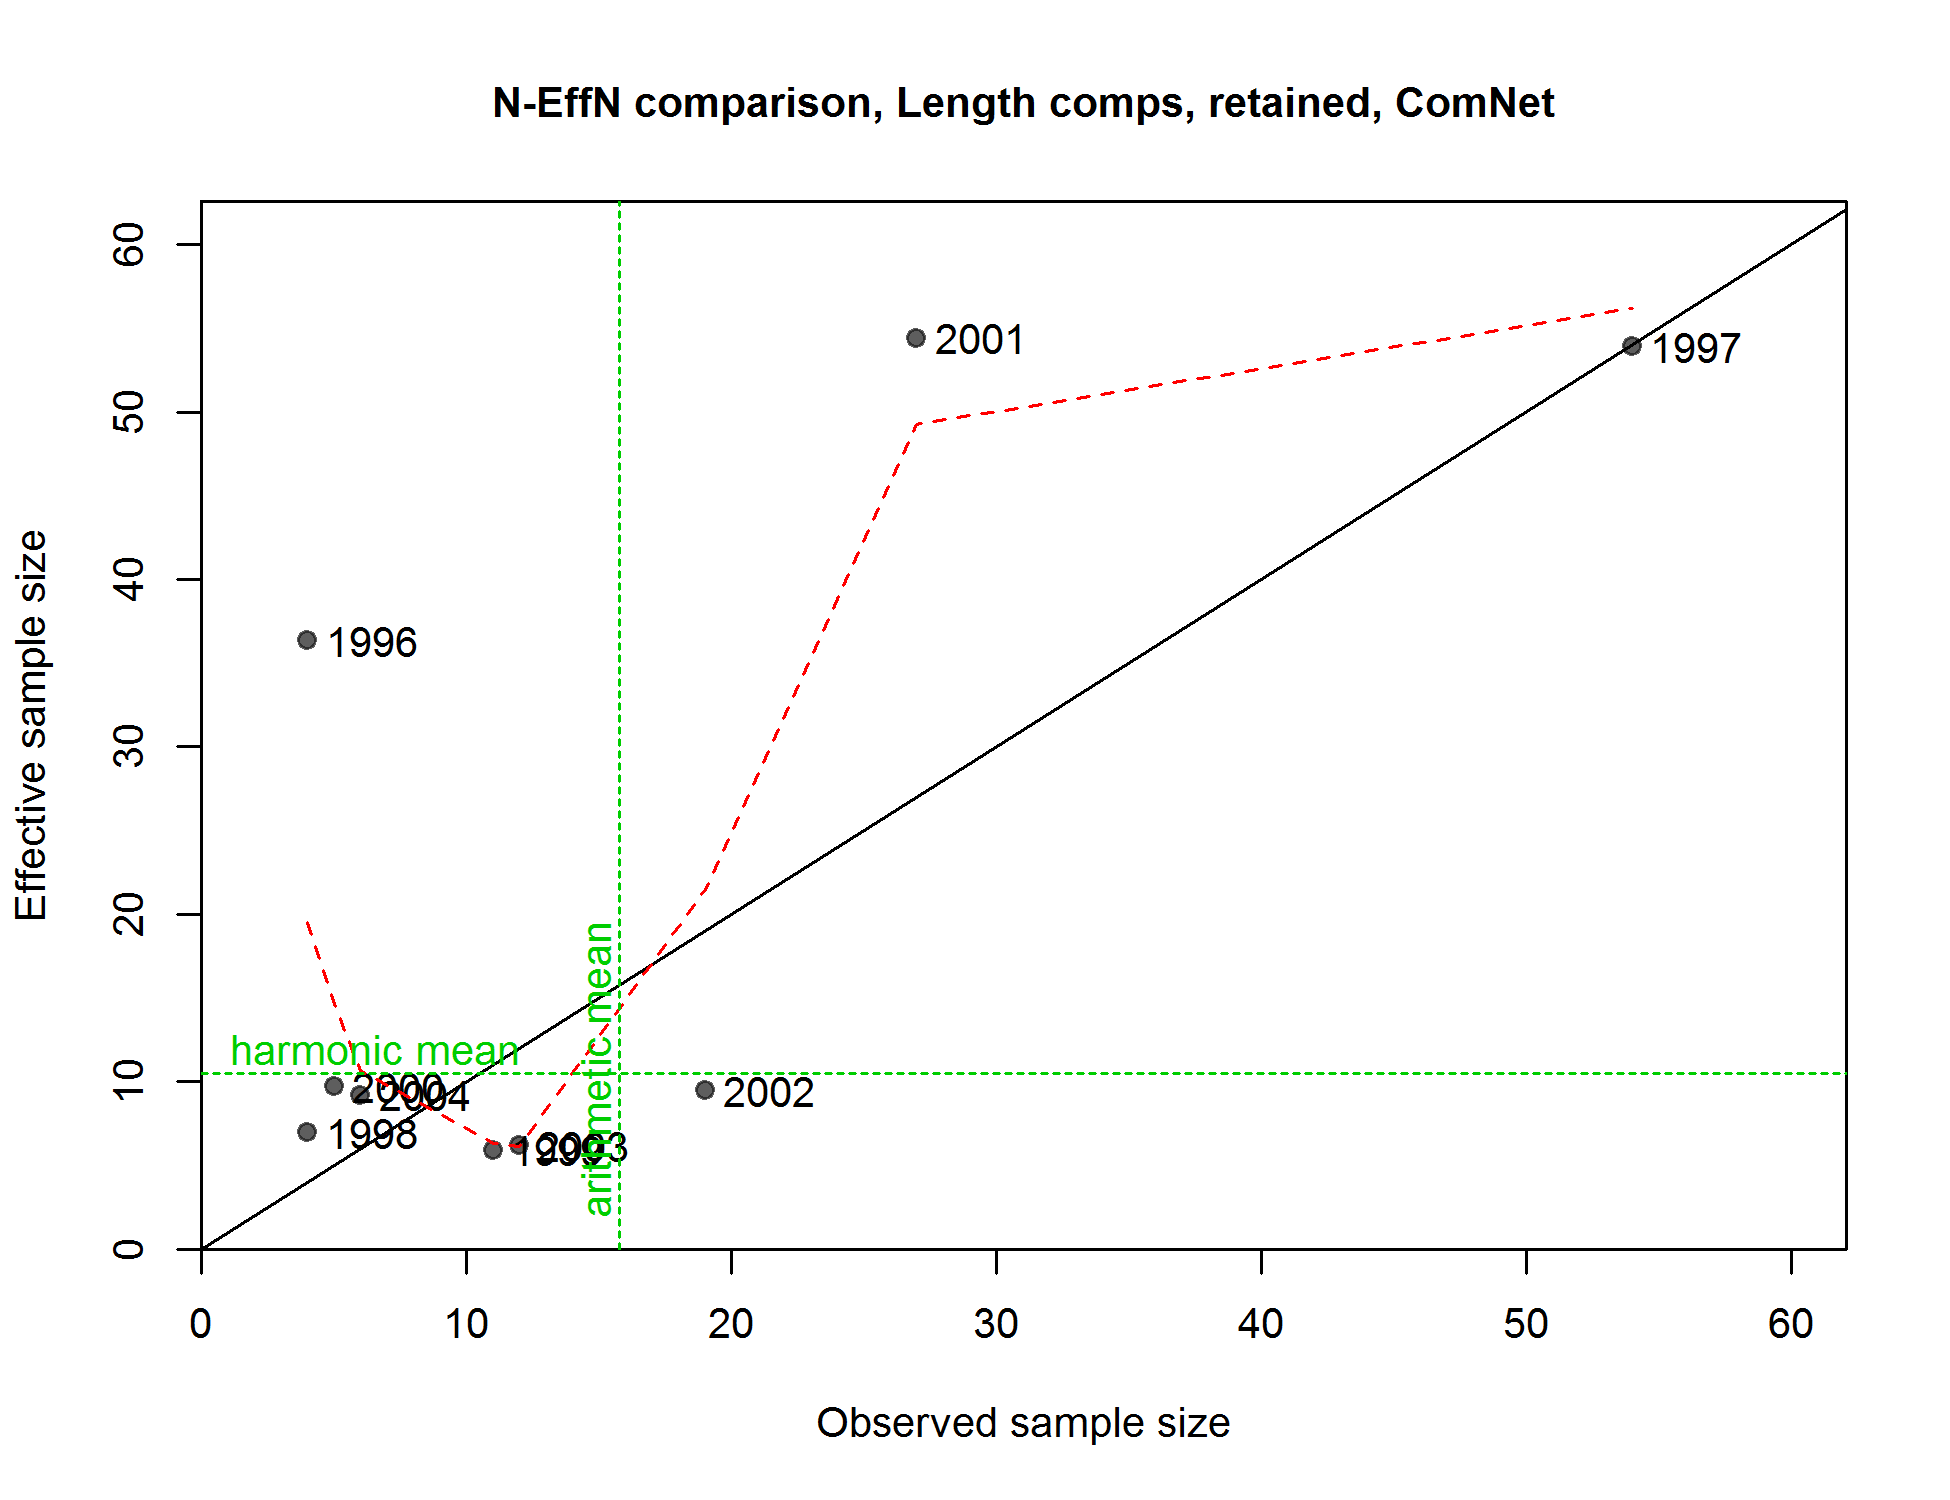 N-EffN comparison, Length comps, retained, ComNet
Effective sample size
60
50
40
30
20
10
0
2001
1997
1996
harmonic mean
arithmetic mean
2000
2004
2002
1998
1999
2003
0 10 20 30 40 50 60
Observed sample size